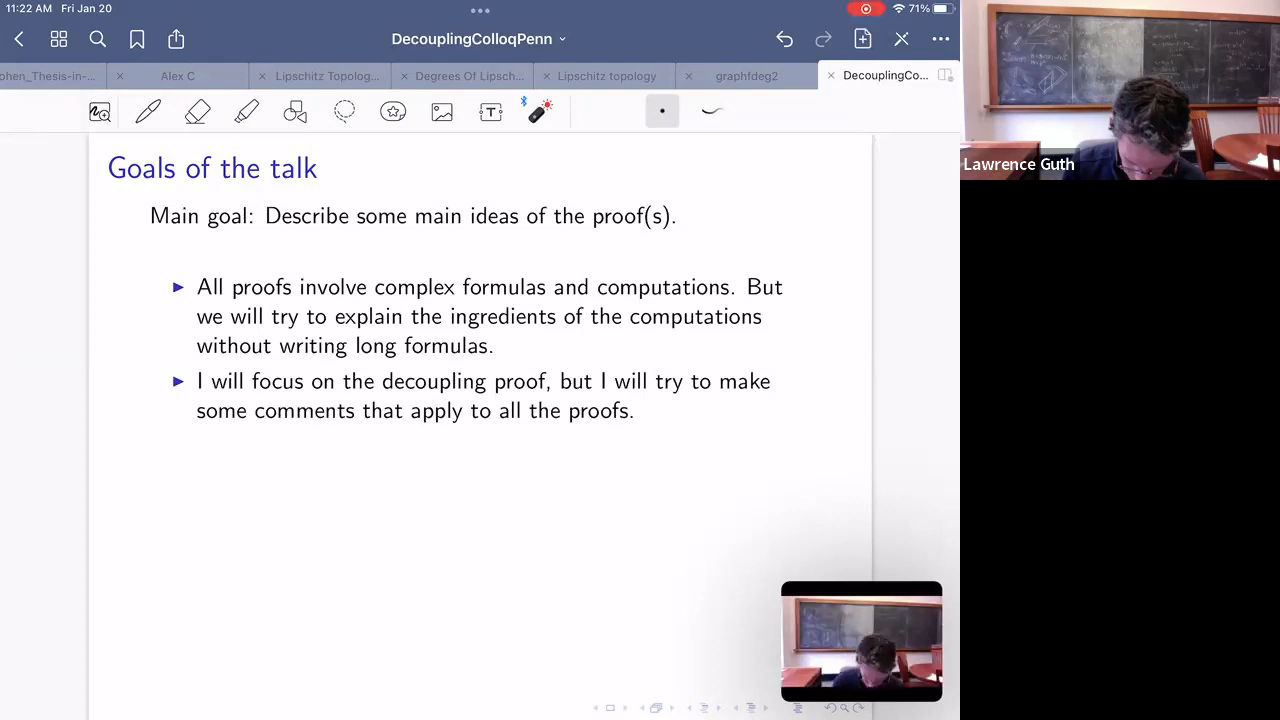 11:22 AM Fri Jan 20
71%
DecouplingColloqPenn
ohen_Thesis-in-...
Alex C
Lipschitz Topolog...
Degrees Of Lipsch...
Lipschitz topology
graphfdeg2
DecouplingCo...
Goals of the talk
Main goal: Describe some main ideas of the proof(s).
All proofs involve complex formulas and computations. But
we will try to explain the ingredients of the computations
without writing long formulas.
I will focus on the decoupling proof, but I will try to make
some comments that apply to all the proofs.
Lawrence Guth